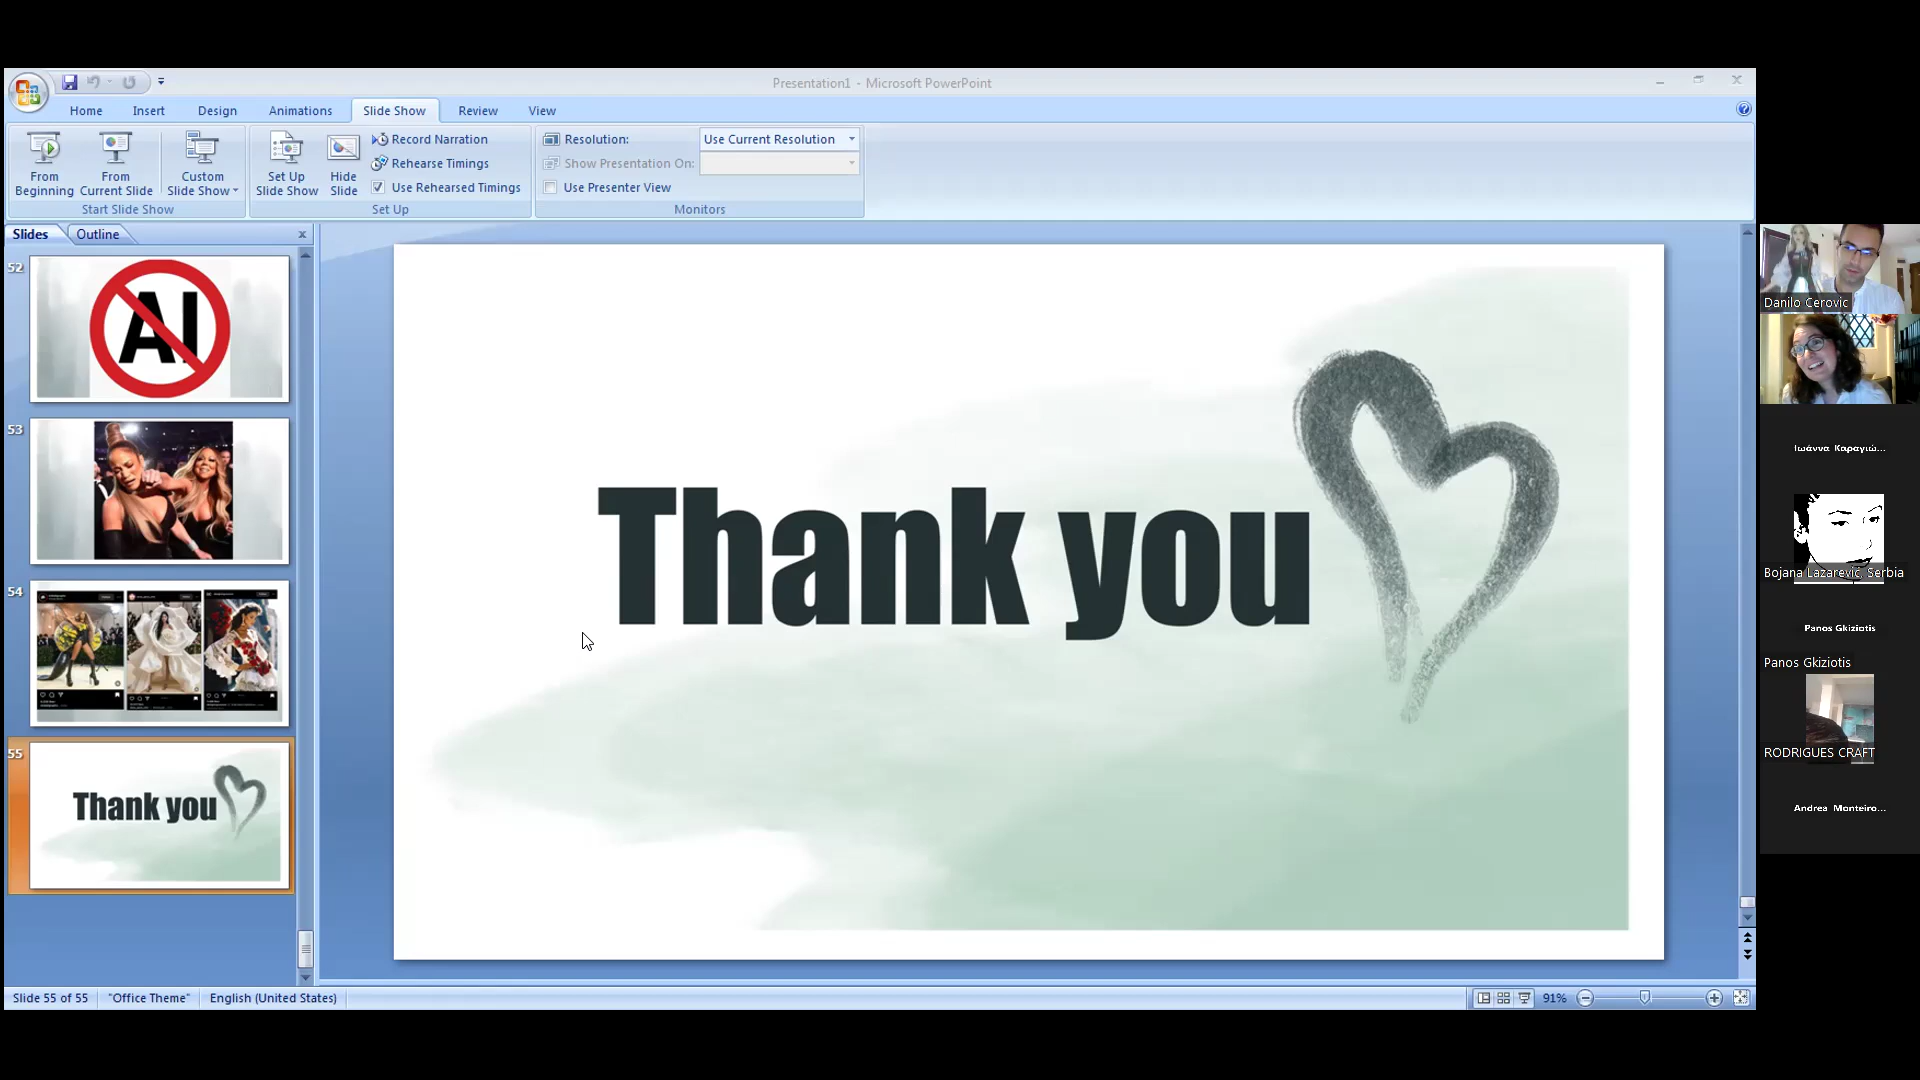 Presentation1 - Microsoft PowerPoint
Home Insert Design Animations Slide Show Review View
From Beginning
From Current Slide
Custom Slide Show
Start Slide Show
Set Up Slide Show
Hide Slide
Record Narration
Rehearse Timings
Use Rehearsed Timings
Set Up
Resolution: Use Current Resolution
Show Presentation On:
Use Presenter View
Monitors
Slides Outline
52
AI
53
54
55
Thank you
Thank you
Danilo Cerovic
Ιωάννα Καραγιώ...
Bojana Lazarević, Serbia
Panos Gkiziotis
Panos Gkiziotis
RODRIGUES CRAFT
Andrea Monteiro...
Slide 55 of 55 "Office Theme" English (United States) 91%